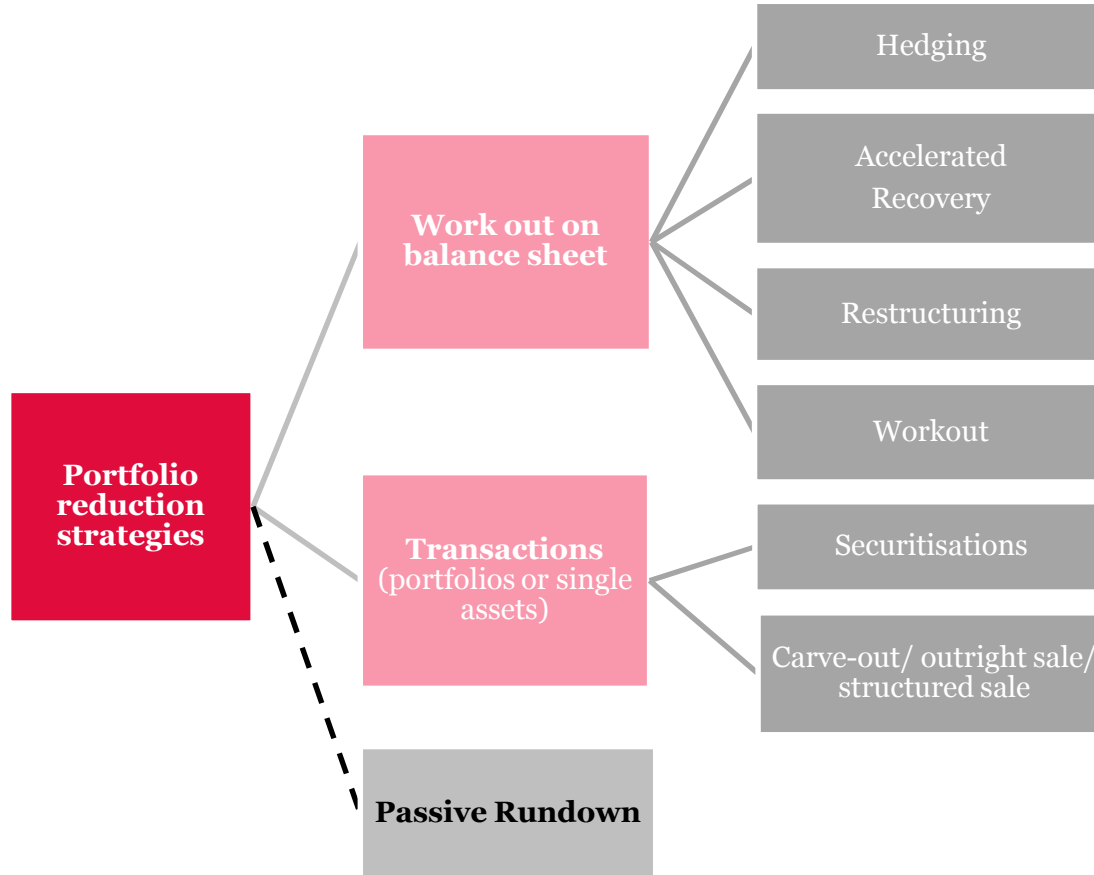 Portfolio
reduction
strategies
Work out on
balance sheet
Hedging
Accelerated
Recovery
Restructuring
Workout
Transactions
(portfolios or single
assets)
Securitisations
Carve-out/ outright sale/
structured sale
Passive Rundown